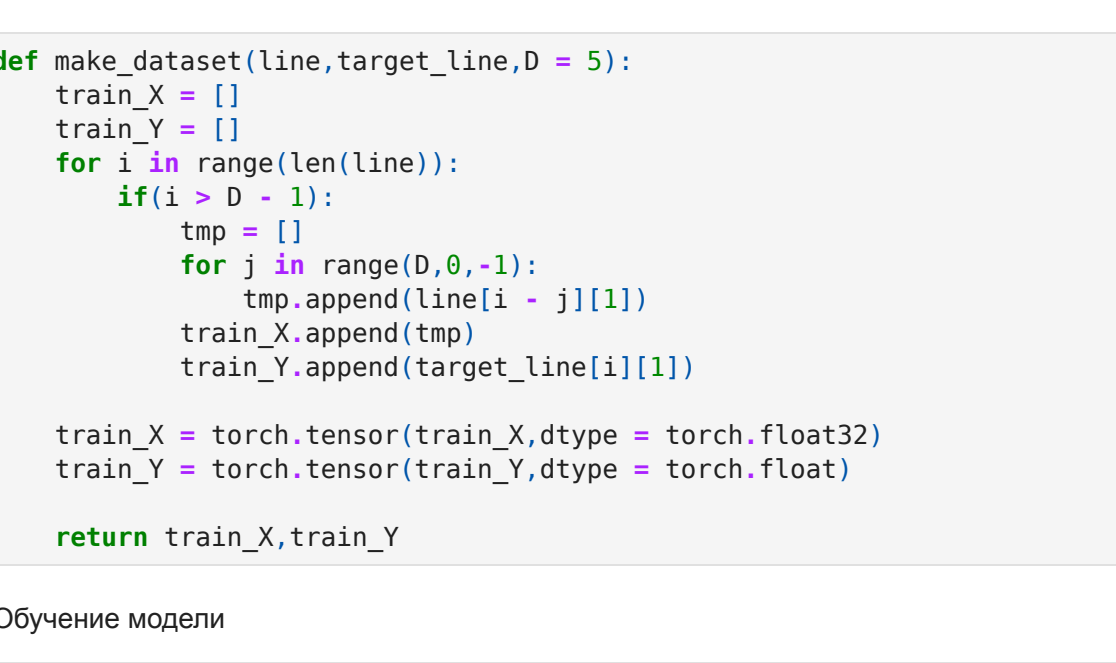 def make_dataset(line,target_line,D = 5):
    train_X = []
    train_Y = []
    for i in range(len(line)):
        if(i > D - 1):
            tmp = []
            for j in range(D,0,-1):
                tmp.append(line[i - j][1])
            train_X.append(tmp)
            train_Y.append(target_line[i][1])
    train_X = torch.tensor(train_X,dtype = torch.float32)
    train_Y = torch.tensor(train_Y,dtype = torch.float)
    return train_X,train_Y
Обучение модели